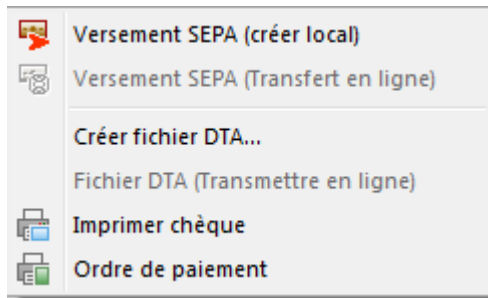 Versement SEPA (créer local)
Versement SEPA (Transfert en ligne)
Créer fichier DTA...
Fichier DTA (Transmettre en ligne)
Imprimer chèque
Ordre de paiement